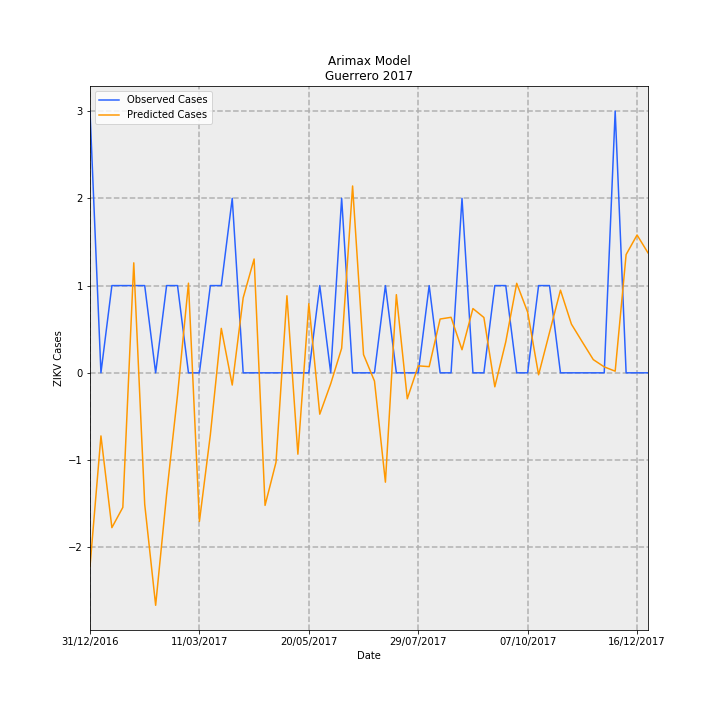 Arimax Model
Guerrero 2017
Observed Cases
Predicted Cases
3
2
1
0
−1
−2
ZIKV Cases
31/12/2016 11/03/2017 20/05/2017 29/07/2017 07/10/2017 16/12/2017
Date